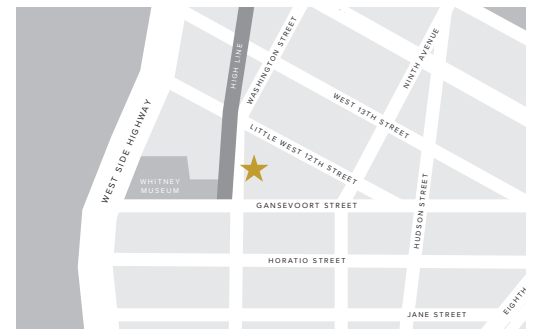 HIGH LINE
WASHINGTON STREET
NINTH AVENUE
WEST 13TH STREET
WEST SIDE HIGHWAY
LITTLE WEST 12TH STREET
WHITNEY
MUSEUM
GANSEVOORT STREET
HUDSON STREET
HORATIO STREET
EIGHTH
JANE STREET